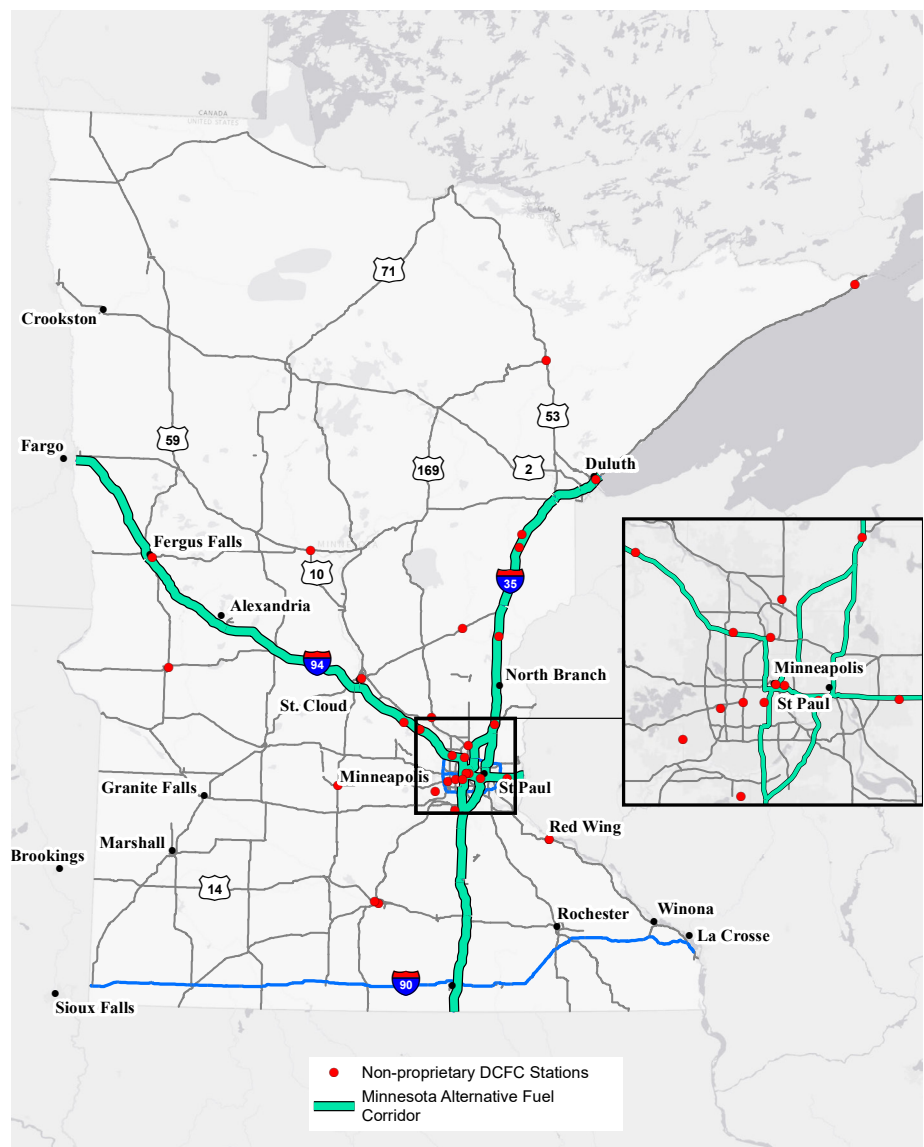 CANADA
UNITED STATES
71
Crookston
53
59
Fargo
169
2
Duluth
MINNESOTA
Fergus Falls
10
35
Alexandria
94
North Branch
St. Cloud
Minneapolis
St Paul
Minneapolis
St Paul
Granite Falls
Red Wing
Marshall
Brookings
14
Winona
Rochester
La Crosse
90
Sioux Falls
Non-proprietary DCFC Stations
Minnesota Alternative Fuel
Corridor